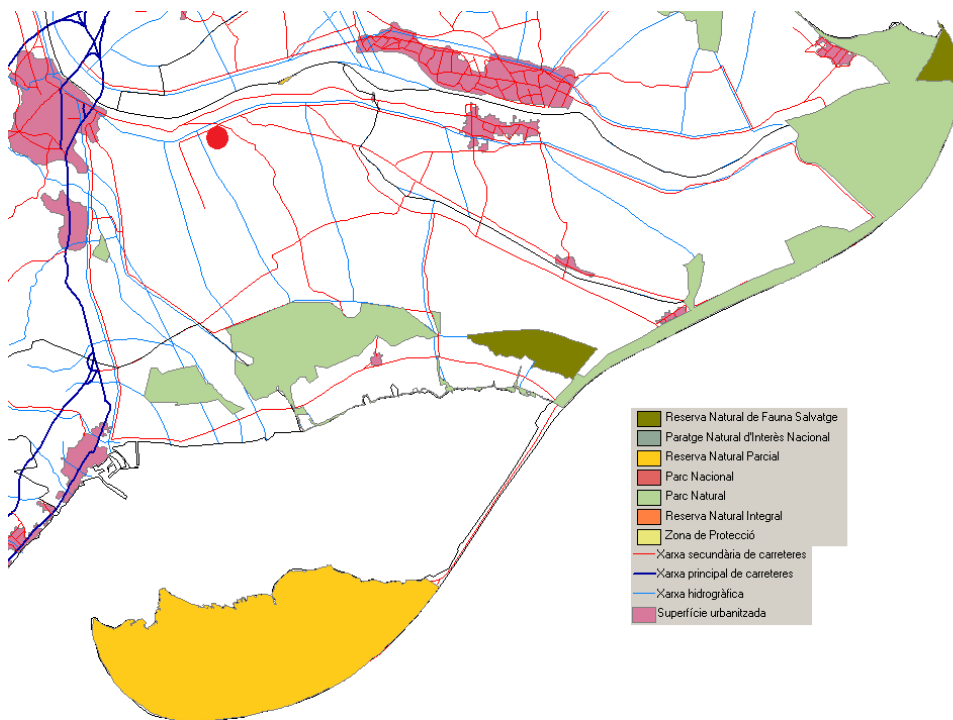 Reserva Natural de Fauna Salvatge
Paratge Natural d'Interès Nacional
Reserva Natural Parcial
Parc Nacional
Parc Natural
Reserva Natural Integral
Zona de Protecció
Xarxa secundària de carreteres
Xarxa principal de carreteres
Xarxa hidrogràfica
Superfície urbanitzada